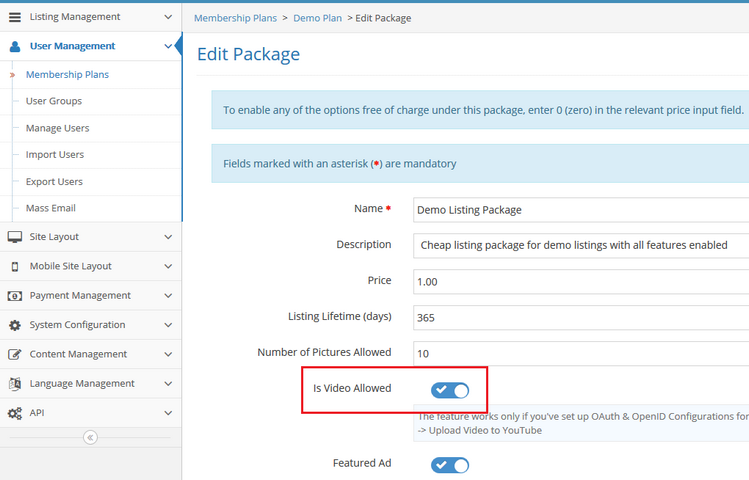 Listing Management
User Management
Membership Plans
User Groups
Manage Users
Import Users
Export Users
Mass Email
Site Layout
Mobile Site Layout
Payment Management
System Configuration
Content Management
Language Management
API
Membership Plans > Demo Plan > Edit Package
Edit Package
To enable any of the options free of charge under this package, enter 0 (zero) in the relevant price input field.
Fields marked with an asterisk (*) are mandatory
Name * Demo Listing Package
Description Cheap listing package for demo listings with all features enabled
Price 1.00
Listing Lifetime (days) 365
Number of Pictures Allowed 10
Is Video Allowed
The feature works only if you've set up OAuth & OpenID Configurations for
-> Upload Video to YouTube
Featured Ad